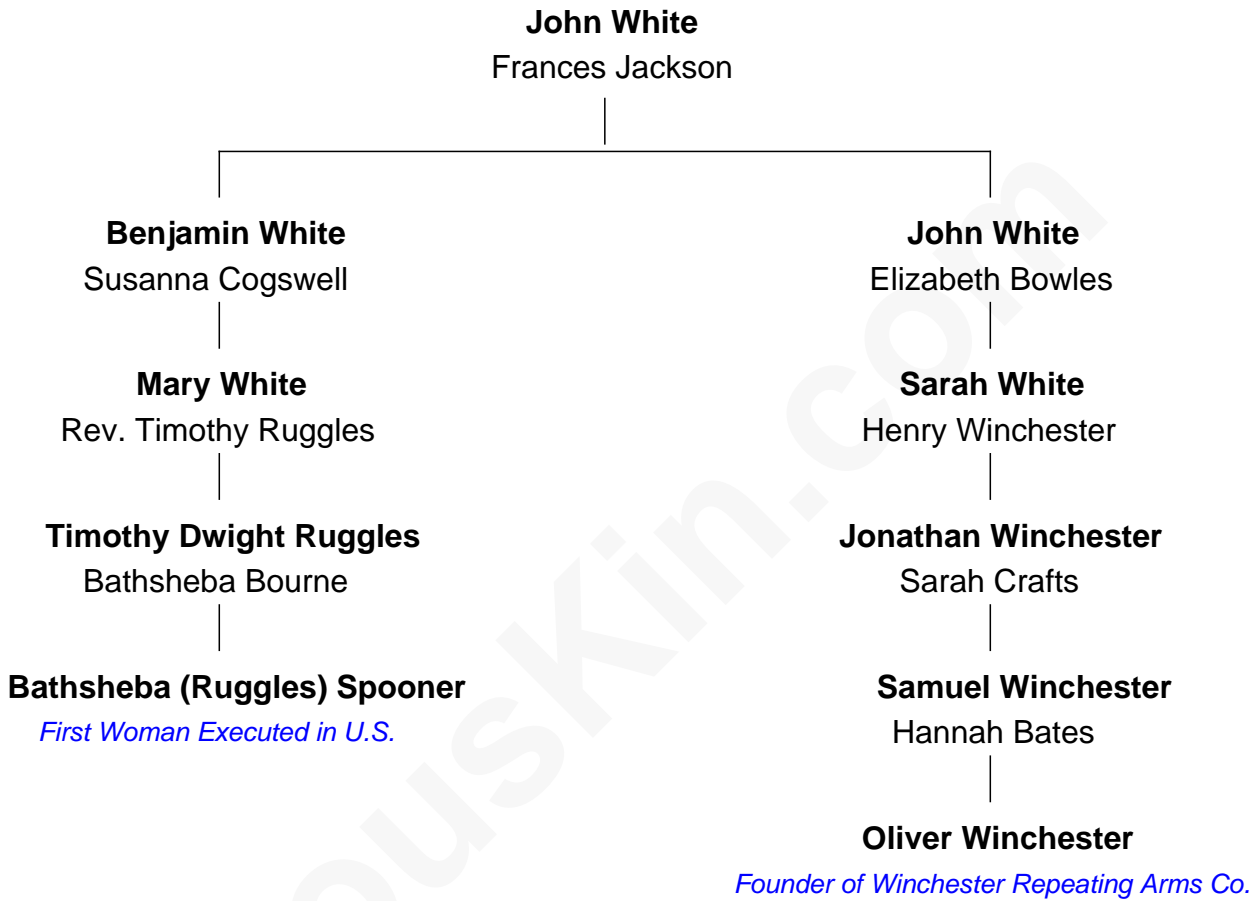 John White
Frances Jackson
Benjamin White
Susanna Cogswell
John White
Elizabeth Bowles
Mary White
Rev. Timothy Ruggles
Sarah White
Henry Winchester
Timothy Dwight Ruggles
Bathsheba Bourne
Jonathan Winchester
Sarah Crafts
Bathsheba (Ruggles) Spooner
First Woman Executed in U.S.
Samuel Winchester
Hannah Bates
Oliver Winchester
Founder of Winchester Repeating Arms Co.
ousKin.com